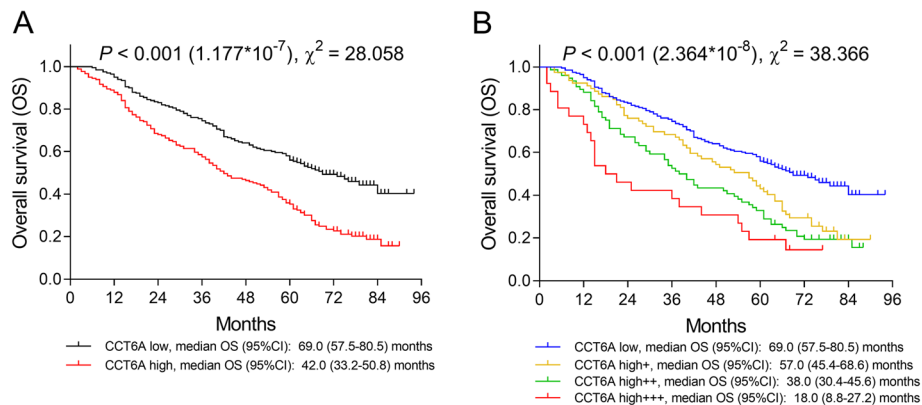 A
P < 0.001 (1.177*10-7), χ2 = 28.058
Overall survival (OS)
1.0
0.8
0.6
0.4
0.2
0.0
0 12 24 36 48 60 72 84 96
Months
CCT6A low, median OS (95%CI): 69.0 (57.5-80.5) months
CCT6A high, median OS (95%CI): 42.0 (33.2-50.8) months
B
P < 0.001 (2.364*10-8), χ2 = 38.366
Overall survival (OS)
1.0
0.8
0.6
0.4
0.2
0.0
0 12 24 36 48 60 72 84 96
Months
CCT6A low, median OS (95%CI): 69.0 (57.5-80.5) months
CCT6A high+, median OS (95%CI): 57.0 (45.4-68.6) months
CCT6A high++, median OS (95%CI): 38.0 (30.4-45.6) months
CCT6A high+++, median OS (95%CI): 18.0 (8.8-27.2) months